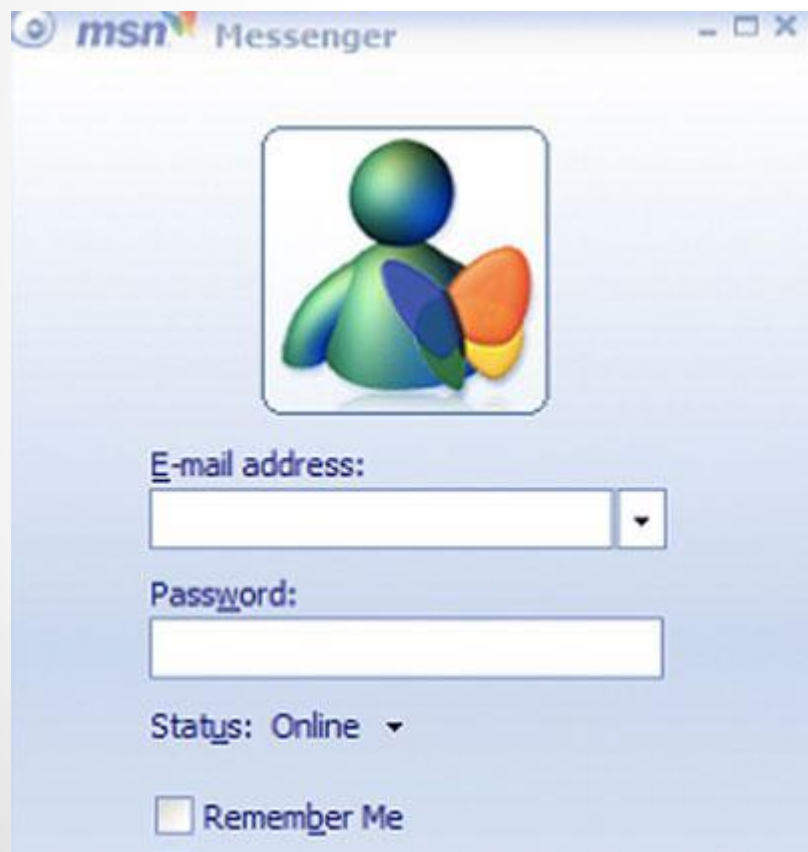 msn Messenger
E-mail address:
Password:
Status: Online
Remember Me